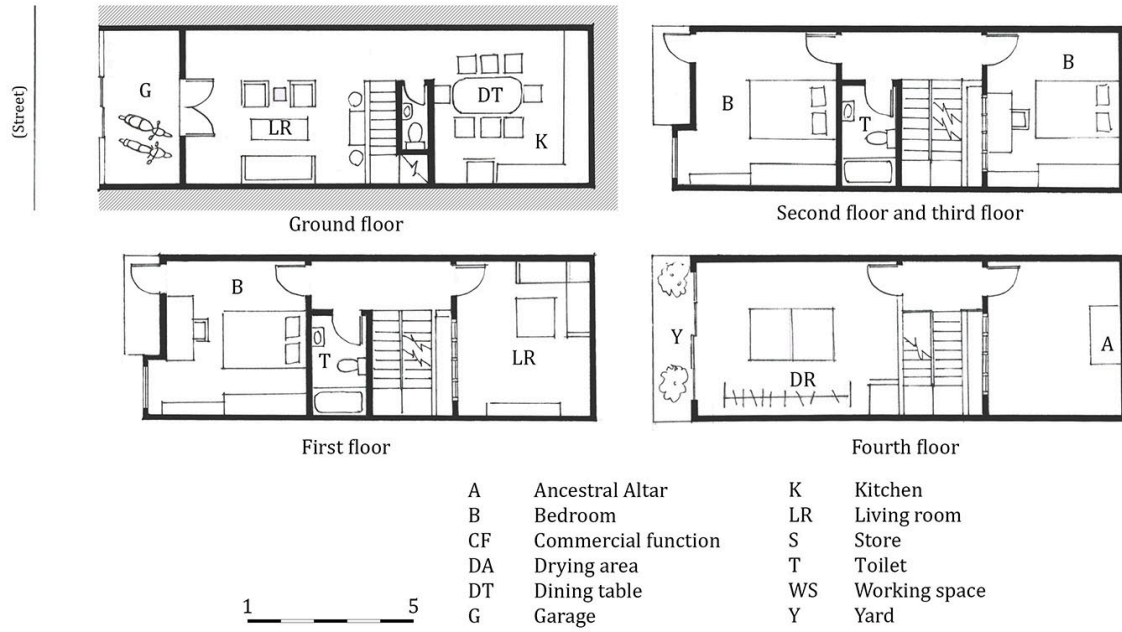 (Street)
G
LR
DT
K
Ground floor
B
T
B
Second floor and third floor
B
T
LR
First floor
Y
DR
A
Fourth floor
A Ancestral Altar
B Bedroom
CF Commercial function
DA Drying area
DT Dining table
G Garage
K Kitchen
LR Living room
S Store
T Toilet
WS Working space
Y Yard
1 5